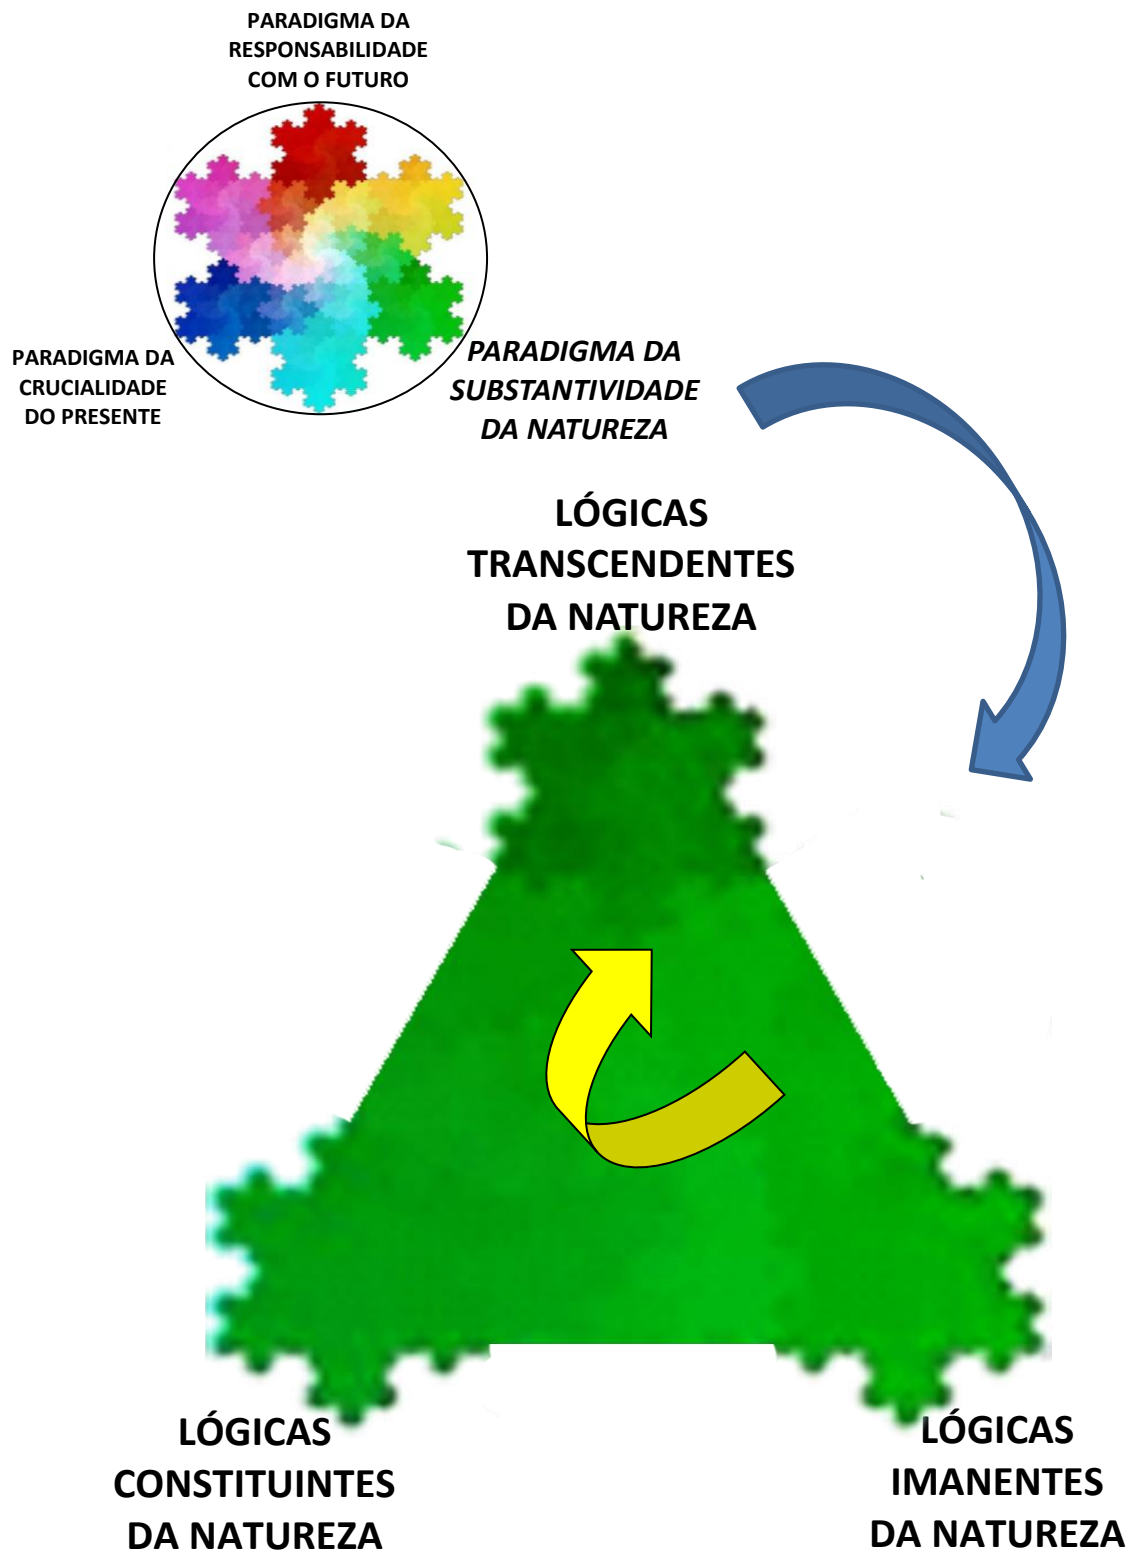 PARADIGMA DA
RESPONSABILIDADE
COM O FUTURO
PARADIGMA DA
CRUCIALIDADE
DO PRESENTE
PARADIGMA DA
SUBSTANTIVIDADE
DA NATUREZA
LÓGICAS
TRANSCENDENTES
DA NATUREZA
LÓGICAS
CONSTITUINTES
DA NATUREZA
LÓGICAS
IMANENTES
DA NATUREZA